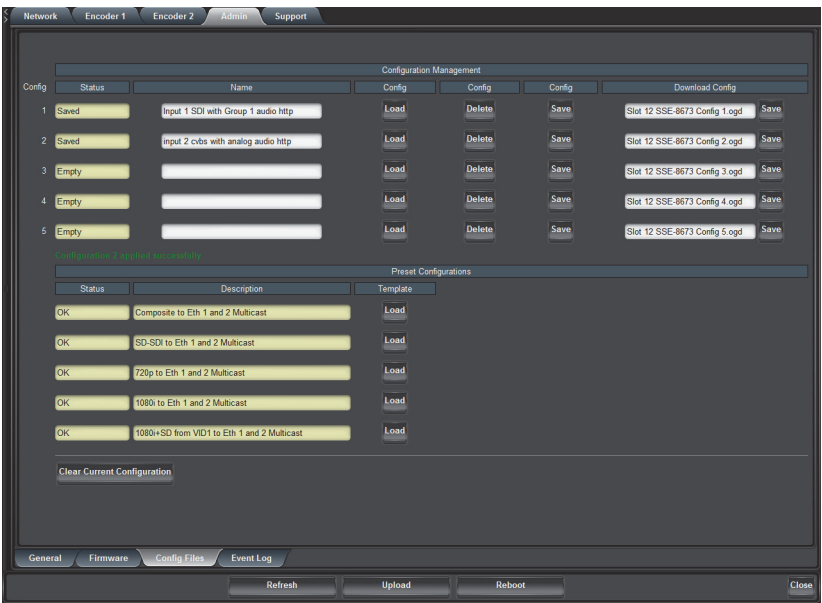 Network Encoder 1 Encoder 2 Admin Support
Configuration Management
Config Status Name Config Config Config Download Config
1 Saved Input 1 SDI with Group 1 audio http Load Delete Save Slot 12 SSE-8673 Config 1.ogd Save
2 Saved input 2 cvbs with analog audio http Load Delete Save Slot 12 SSE-8673 Config 2.ogd Save
3 Empty Load Delete Save Slot 12 SSE-8673 Config 3.ogd Save
4 Empty Load Delete Save Slot 12 SSE-8673 Config 4.ogd Save
5 Empty Load Delete Save Slot 12 SSE-8673 Config 5.ogd Save
Configuration 2 applied successfully
Preset Configurations
Status Description Template
OK Composite to Eth 1 and 2 Multicast Load
OK SD-SDI to Eth 1 and 2 Multicast Load
OK 720p to Eth 1 and 2 Multicast Load
OK 1080i to Eth 1 and 2 Multicast Load
OK 1080i+SD from VID1 to Eth 1 and 2 Multicast Load
Clear Current Configuration
General Firmware Config Files Event Log
Refresh Upload Reboot Close